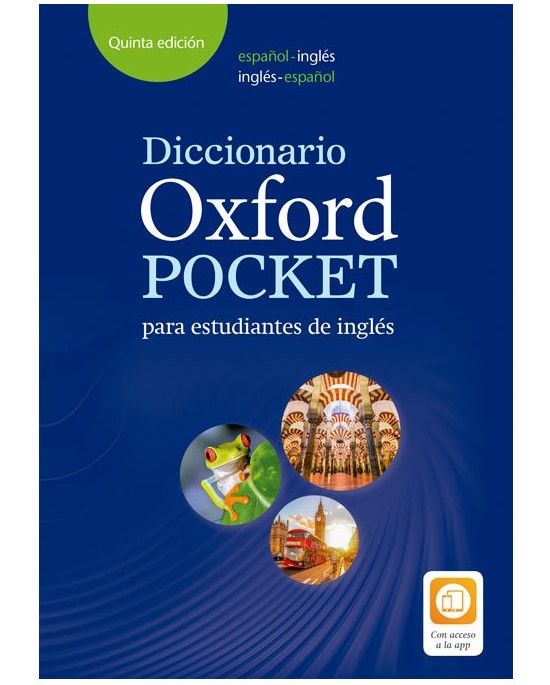 Quinta edición
español-inglés
inglés-español
Diccionario
Oxford
POCKET
para estudiantes de inglés
Con acceso
a la app